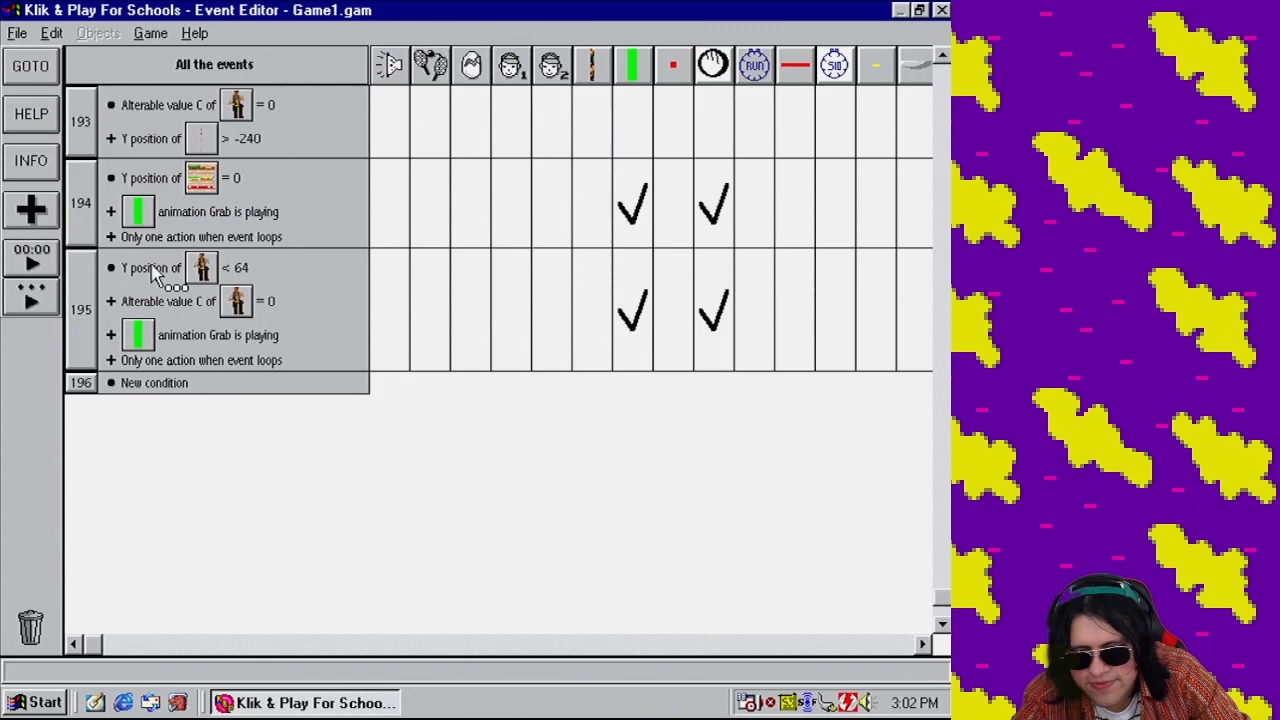 Klik & Play For Schools - Event Editor - Game1.gam
File Edit Objects Game Help
GOTO
All the events
RUN
SIG
HELP
INFO
00:00
193
Alterable value C of = 0
+ Y position of > -240
194
Y position of = 0
+ animation Grab is playing
+ Only one action when event loops
195
Y position of < 64
+ Alterable value C of = 0
+ animation Grab is playing
+ Only one action when event loops
196
New condition
Start
Klik & Play For Schoo...
3:02 PM